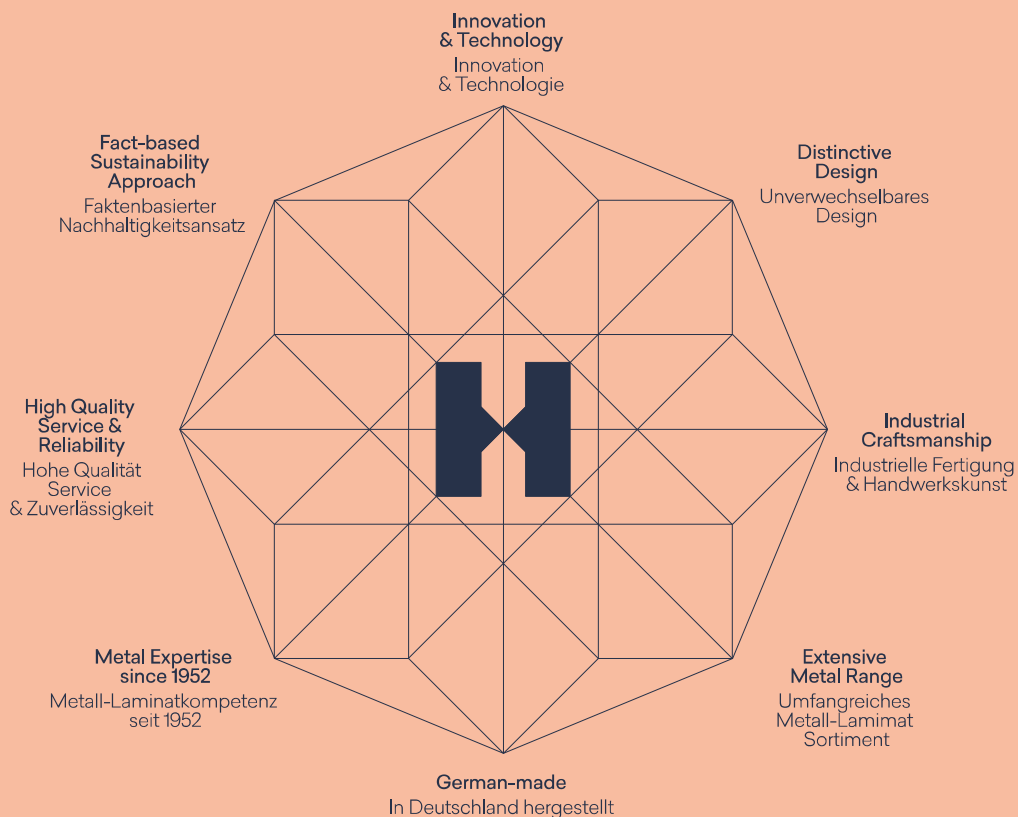 Innovation
& Technology
Innovation
& Technologie
Fact-based
Sustainability
Approach
Faktenbasierter
Nachhaltigkeitsansatz
Distinctive
Design
Unverwechselbares
Design
High Quality
Service &
Reliability
Hohe Qualität
Service
& Zuverlässigkeit
Industrial
Craftsmanship
Industrielle Fertigung
& Handwerkskunst
Metal Expertise
since 1952
Metall-Laminatkompetenz
seit 1952
Extensive
Metal Range
Umfangreiches
Metall-Lamimat
Sortiment
German-made
In Deutschland hergestellt